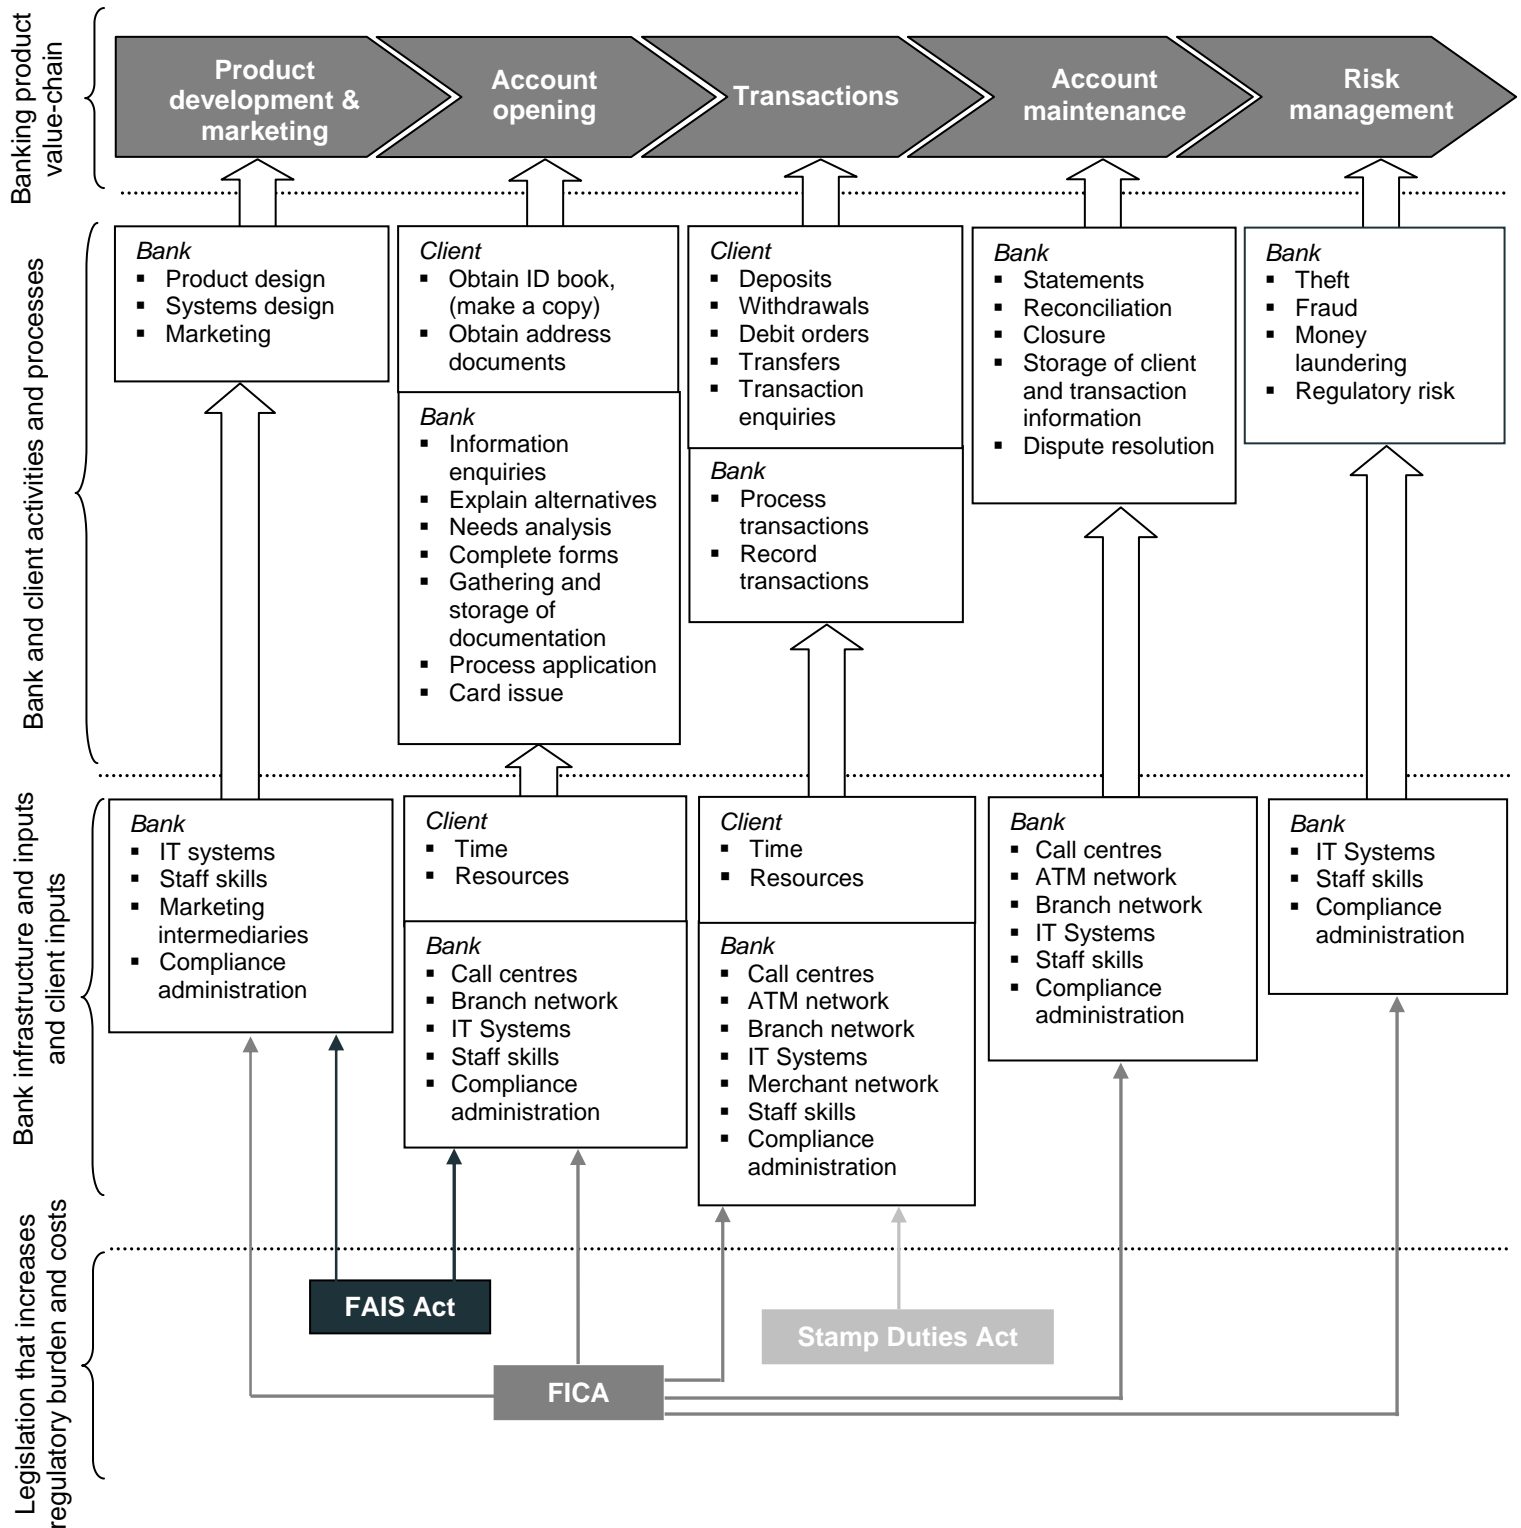 Banking product
value-chain
Product
development &
marketing
Account
opening
Transactions
Account
maintenance
Risk
management
Bank and client activities and processes
Bank
▪ Product design
▪ Systems design
▪ Marketing
Client
▪ Obtain ID book,
(make a copy)
▪ Obtain address
documents
Bank
▪ Information
enquiries
▪ Explain alternatives
▪ Needs analysis
▪ Complete forms
▪ Gathering and
storage of
documentation
▪ Process application
▪ Card issue
Client
▪ Deposits
▪ Withdrawals
▪ Debit orders
▪ Transfers
▪ Transaction
enquiries
Bank
▪ Process
transactions
▪ Record
transactions
Bank
▪ Statements
▪ Reconciliation
▪ Closure
▪ Storage of client
and transaction
information
▪ Dispute resolution
Bank
▪ Theft
▪ Fraud
▪ Money
laundering
▪ Regulatory risk
Bank infrastructure and inputs
and client inputs
Bank
▪ IT systems
▪ Staff skills
▪ Marketing
intermediaries
▪ Compliance
administration
Client
▪ Time
▪ Resources
Bank
▪ Call centres
▪ Branch network
▪ IT Systems
▪ Staff skills
▪ Compliance
administration
Client
▪ Time
▪ Resources
Bank
▪ Call centres
▪ ATM network
▪ Branch network
▪ IT Systems
▪ Merchant network
▪ Staff skills
▪ Compliance
administration
Bank
▪ Call centres
▪ ATM network
▪ Branch network
▪ IT Systems
▪ Staff skills
▪ Compliance
administration
Bank
▪ IT Systems
▪ Staff skills
▪ Compliance
administration
Legislation that increases
regulatory burden and costs
FAIS Act
Stamp Duties Act
FICA